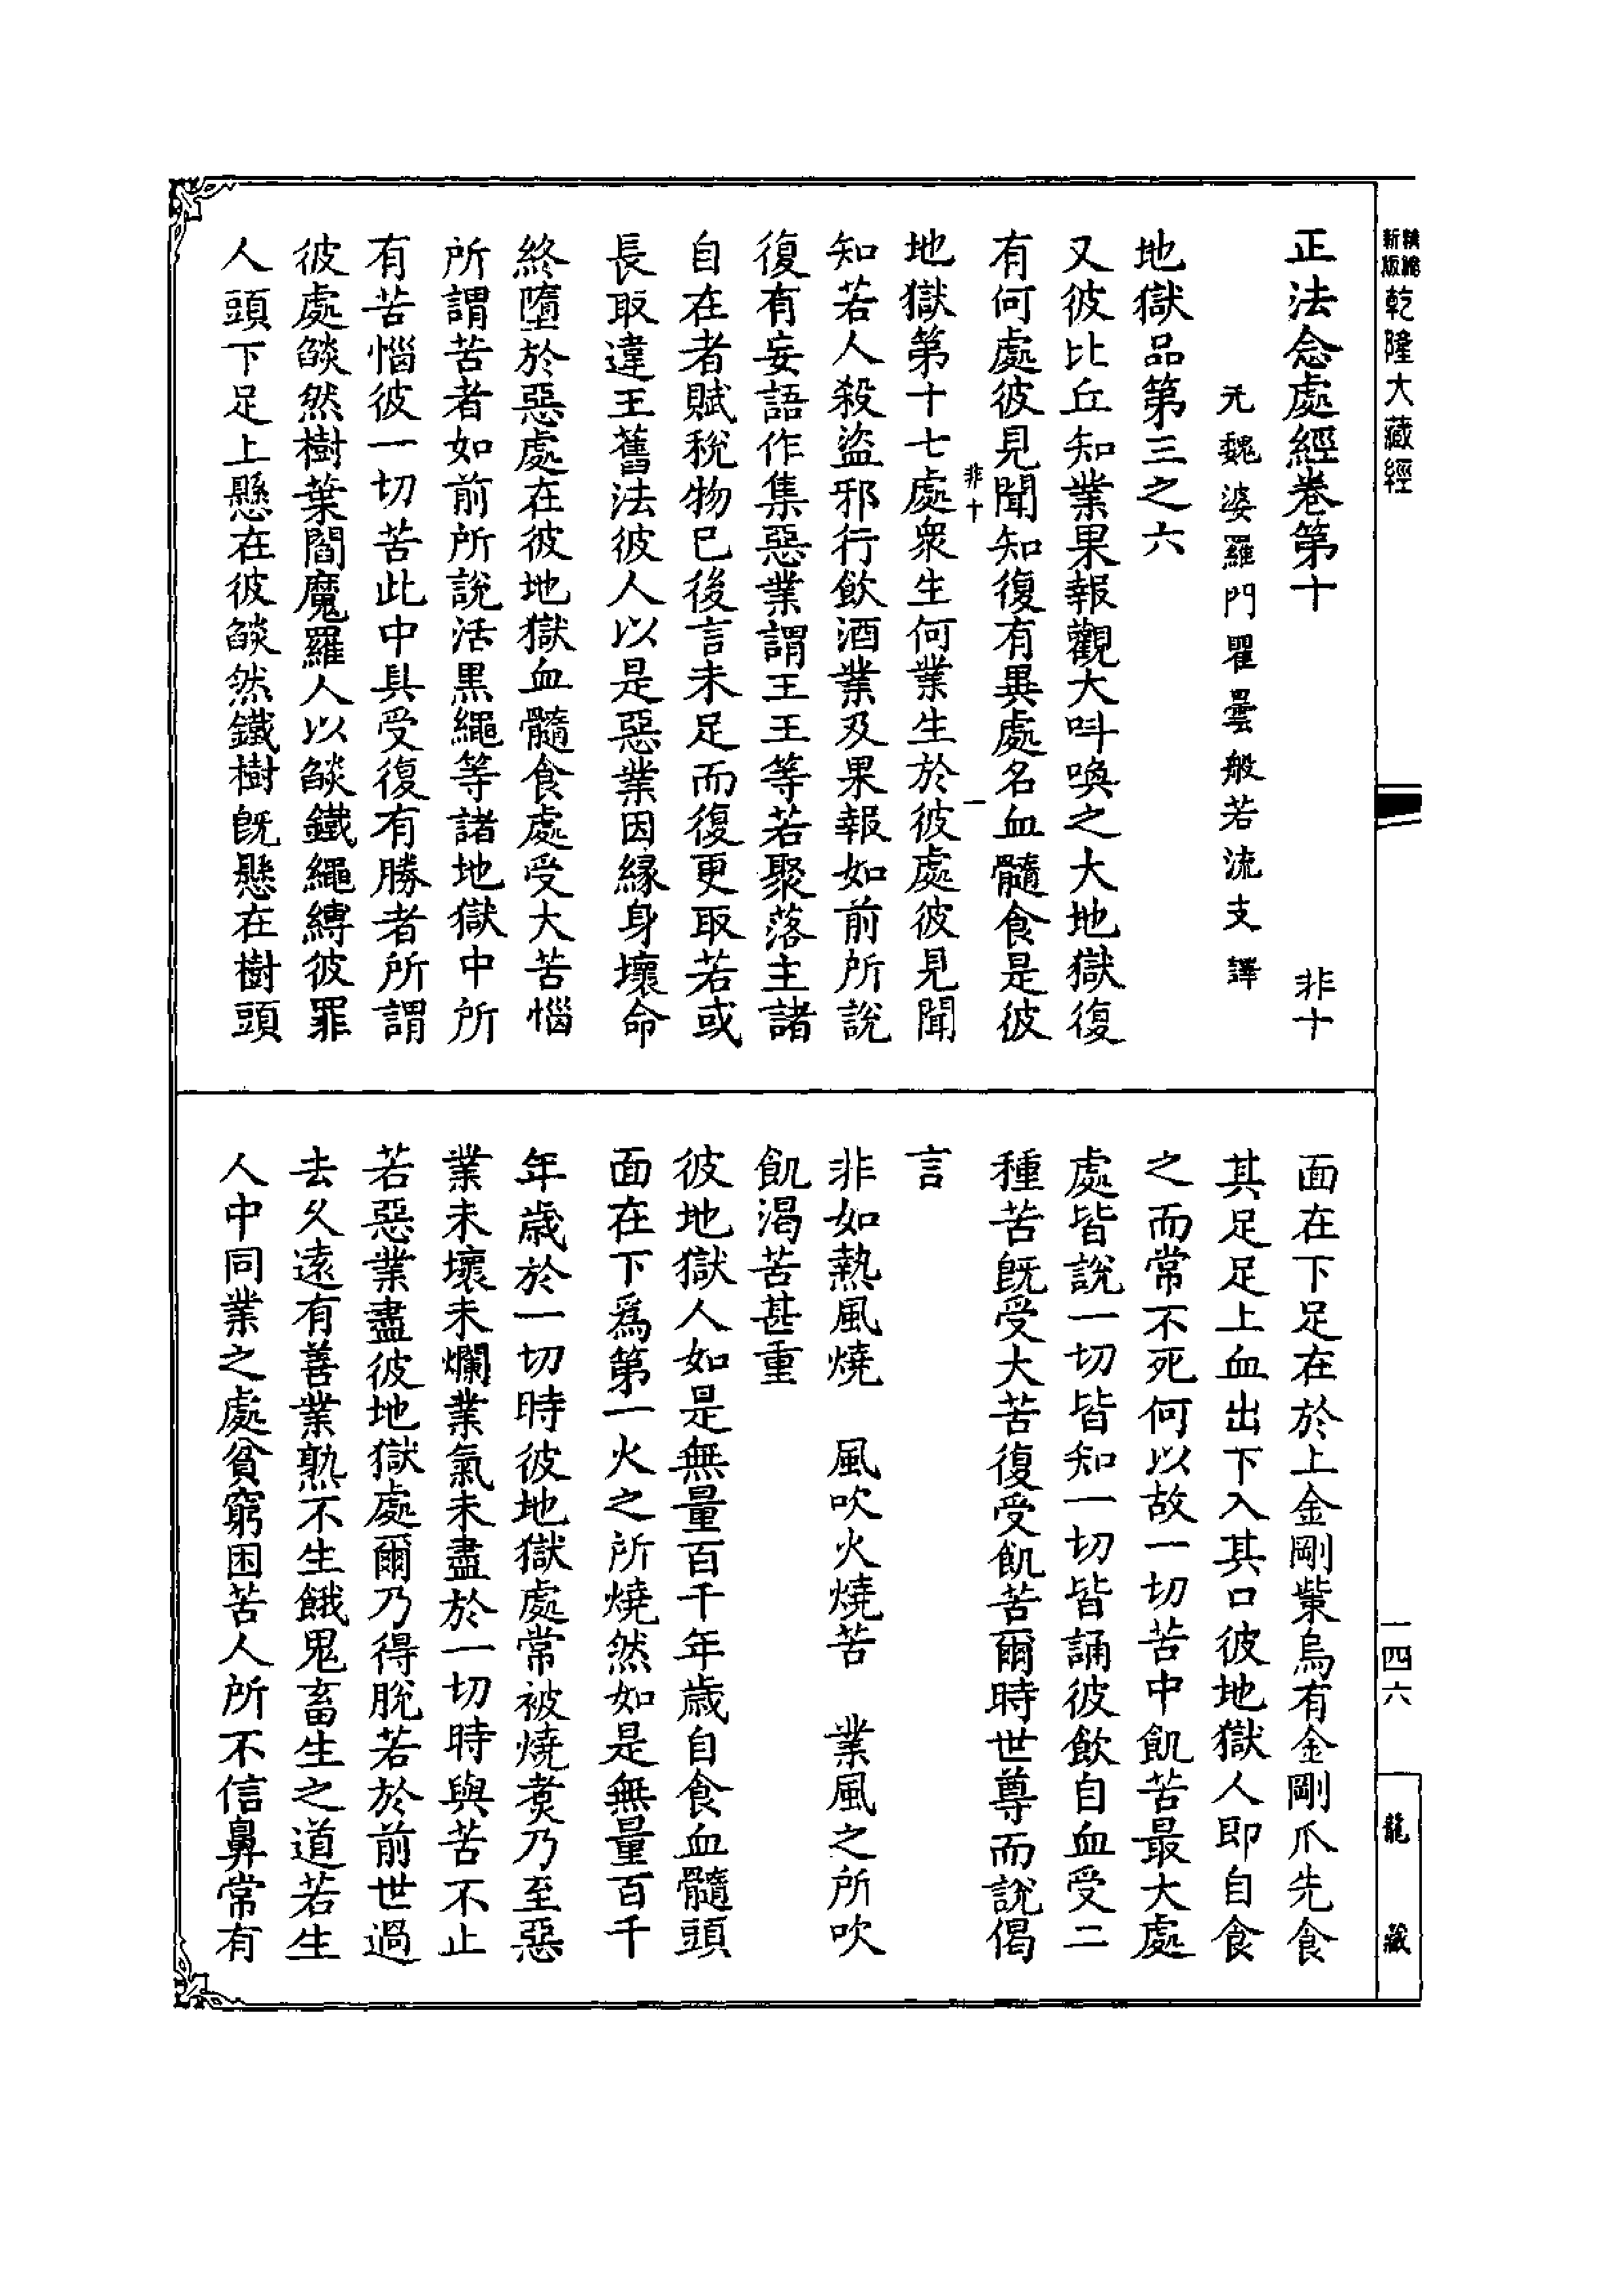 精縮新版乾隆大藏經
正法念處經卷第十　非十
元魏婆羅門瞿曇般若流支譯
地獄品第三之六
又彼比丘知業果報觀大呌喚之大地獄復
有何處彼見聞知復有異處名血髓食是彼
非十　一
地獄第十七處衆生何業生於彼處彼見聞
知若人殺盜邪行飲酒業及果報如前所說
復有妄語作集惡業謂王王等若聚落主諸
自在者賦稅物已後言未足而復更取若或
長取違王舊法彼人以是惡業因緣身壞命
終墮於惡處在彼地獄血髓食處受大苦惱
所謂苦者如前所說活黑繩等諸地獄中所
有苦惱彼一切苦此中具受復有勝者所謂
彼處燄然樹葉閻魔羅人以燄鐵繩縛彼罪
人頭下足上懸在彼燄然鐵樹旣懸在樹頭
面在下足在於上金剛𭉨烏有金剛爪先食
其足足上血出下入其口彼地獄人即自食
之而常不死何以故一切苦中飢苦最大處
處皆說一切皆知一切皆誦彼飲自血受二
種苦旣受大苦復受飢苦爾時世尊而說偈
言
非如熱風燒　風吹火燒苦　業風之所吹
飢渴苦甚重
彼地獄人如是無量百千年歲自食血髓頭
面在下爲第一火之所燒然如是無量百千
年歲於一切時彼地獄處常被燒煑乃至惡
業未壞未爛業氣未盡於一切時與苦不止
若惡業盡彼地獄處爾乃得脫若於前世過
去久遠有善業熟不生餓鬼畜生之道若生
人中同業之處貧窮困苦人所不信鼻常有
一四六
龍藏